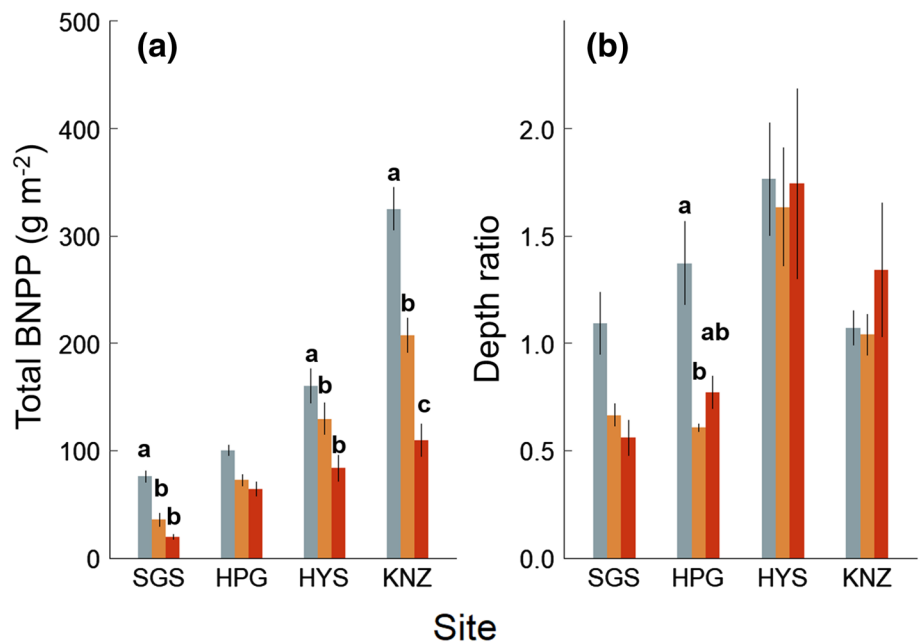 (a)
Total BNPP (g m⁻²)
500
400
300
200
100
0
a
b
b
a
b
b
a
b
c
SGS HPG HYS KNZ
(b)
Depth ratio
2.0
1.5
1.0
0.5
0.0
a
b
ab
SGS HPG HYS KNZ
Site